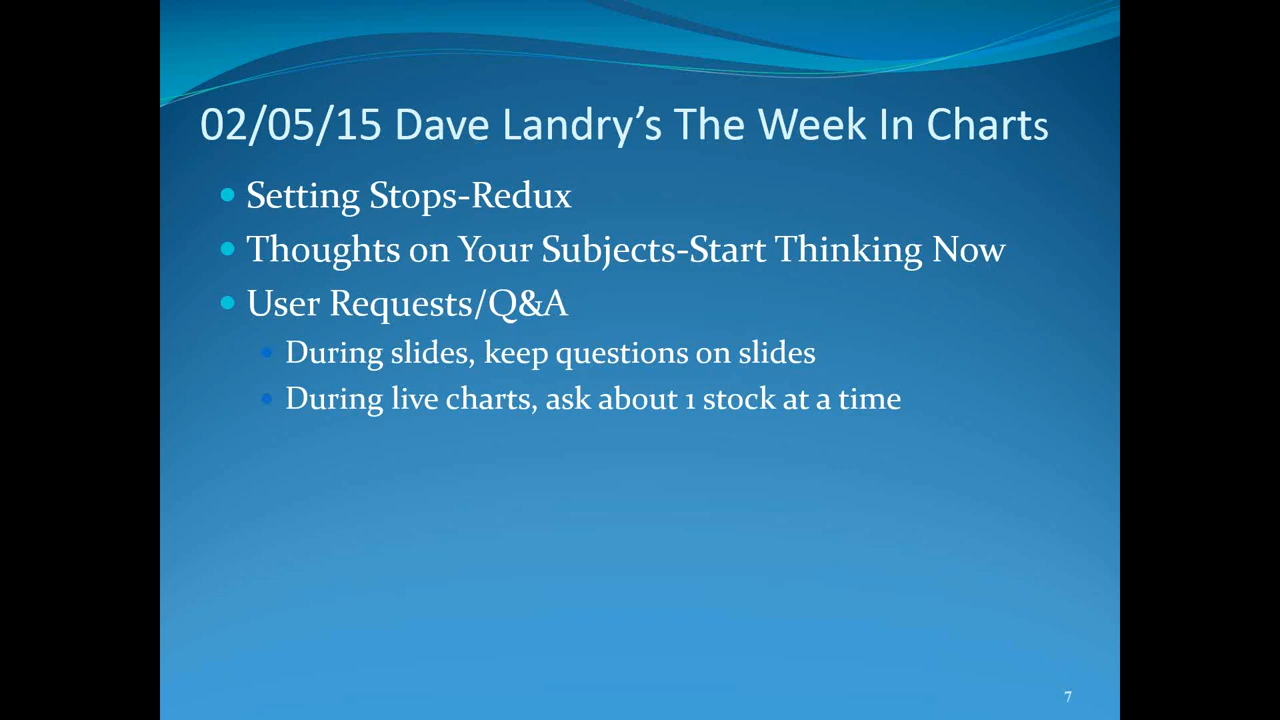 02/05/15 Dave Landry's The Week In Charts
Setting Stops-Redux
Thoughts on Your Subjects-Start Thinking Now
User Requests/Q&A
During slides, keep questions on slides
During live charts, ask about 1 stock at a time
7